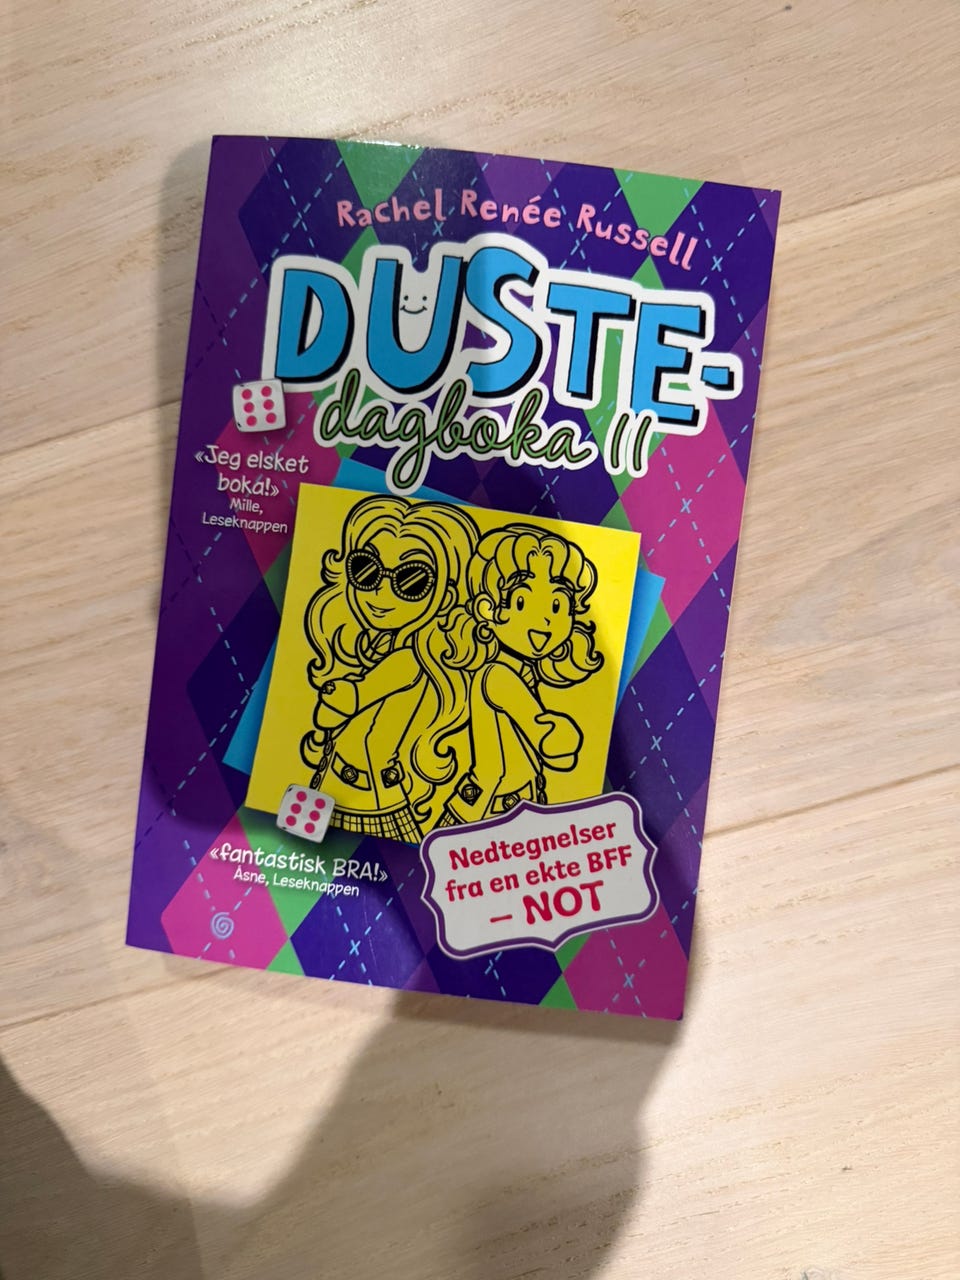 Rachel Renée Russell
DUSTE-
dagboka 11
«Jeg elsket
boka!»
Mille,
Leseknappen
Nedtegnelser
fra en ekte BFF
– NOT
«fantastisk BRA!»
Åsne, Leseknappen